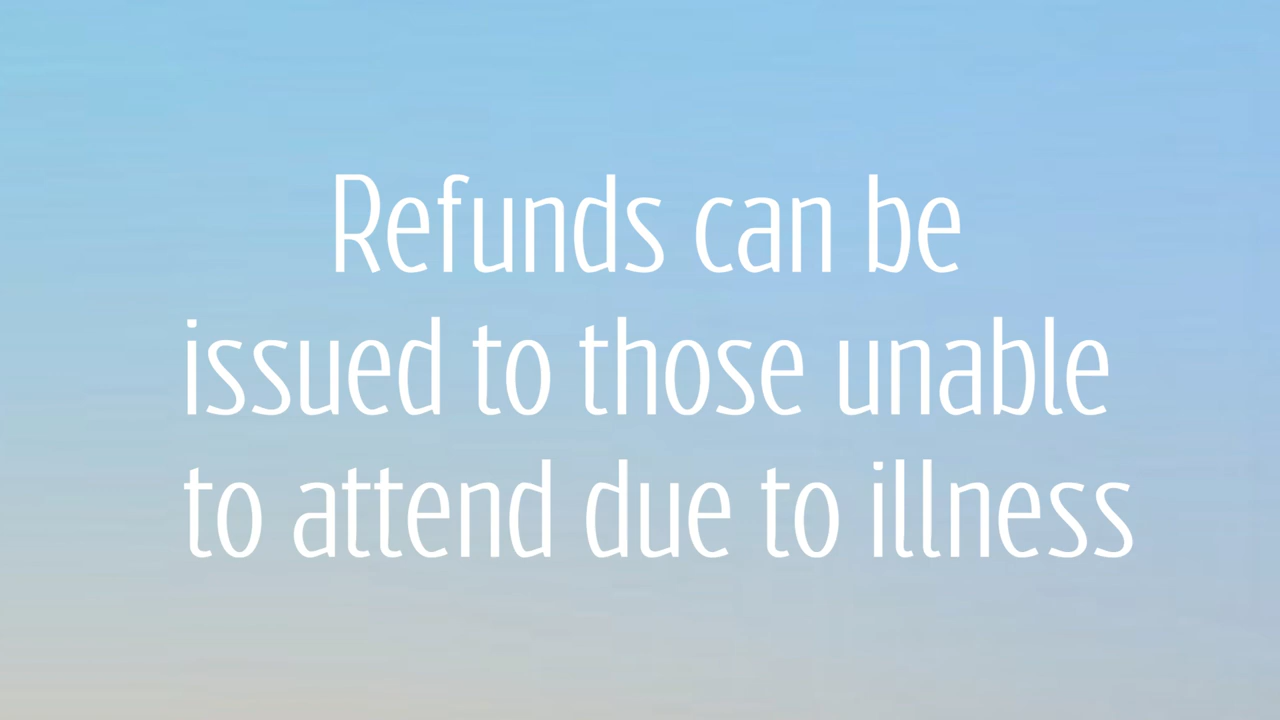 Refunds can be
issued to those unable
to attend due to illness